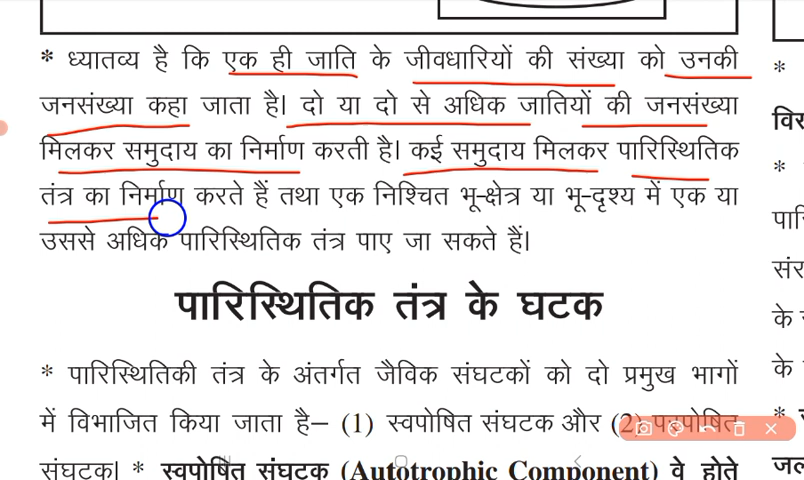 * ध्यातव्य है कि एक ही जाति के जीवधारियों की संख्या को उनकी
जनसंख्या कहा जाता है। दो या दो से अधिक जातियों की जनसंख्या
मिलकर समुदाय का निर्माण करती है। कई समुदाय मिलकर पारिस्थितिक
तंत्र का निर्माण करते हैं तथा एक निश्चित भू-क्षेत्र या भू-दृश्य में एक या
उससे अधिक पारिस्थितिक तंत्र पाए जा सकते हैं।
पारिस्थितिक तंत्र के घटक
* पारिस्थितिकी तंत्र के अंतर्गत जैविक संघटकों को दो प्रमुख भागों
में विभाजित किया जाता है– (1) स्वपोषित संघटक और (2) परपोषित
संघटक। * स्वपोषित संघटक (Autotrophic Component) वे होते
*
*
के
के
*